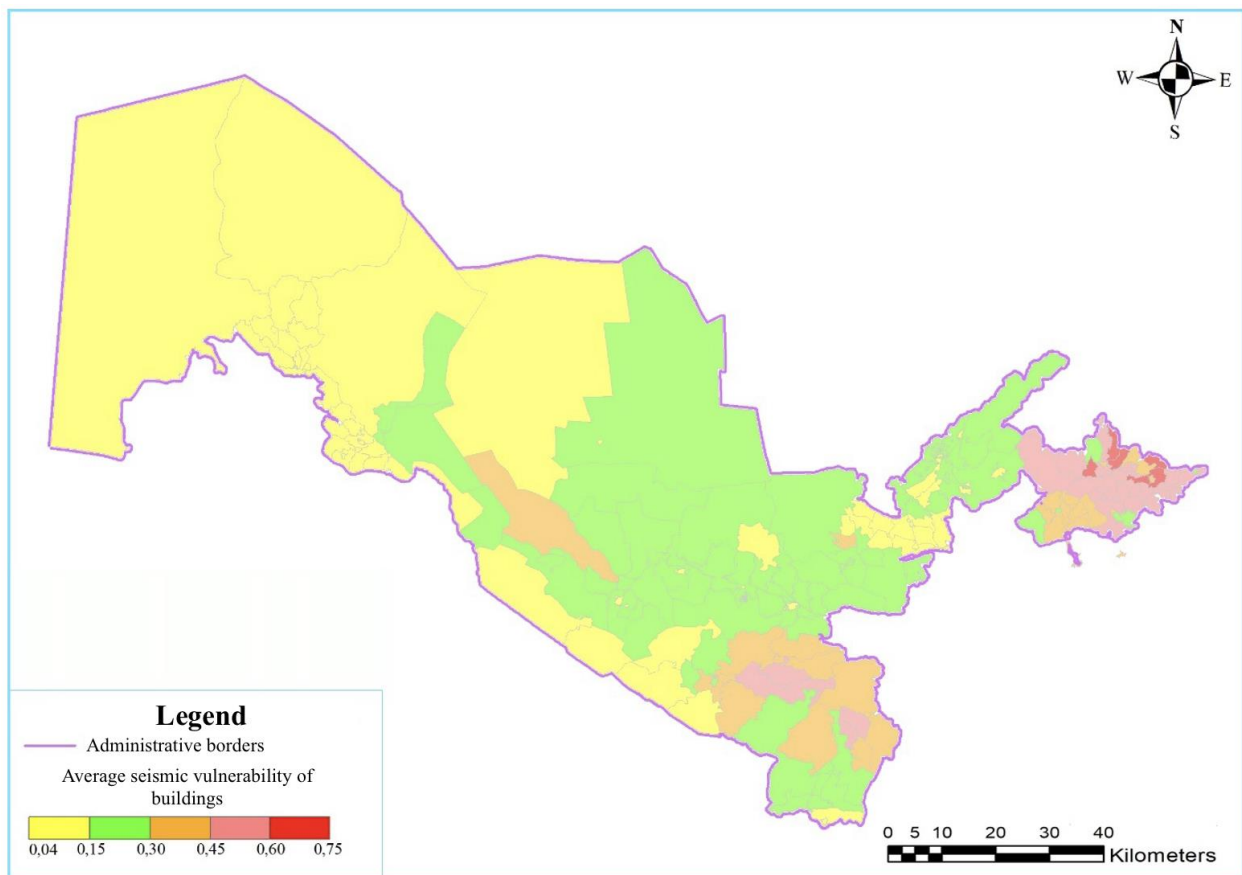 N
W E
S
Legend
Administrative borders
Average seismic vulnerability of
buildings
0,04 0,15 0,30 0,45 0,60 0,75
0 5 10 20 30 40
Kilometers